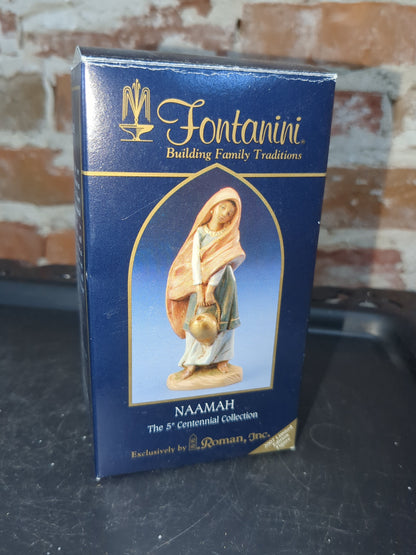 Fontanini®
Building Family Traditions
NAAMAH
The 5" Centennial Collection
Exclusively by Roman, Inc.